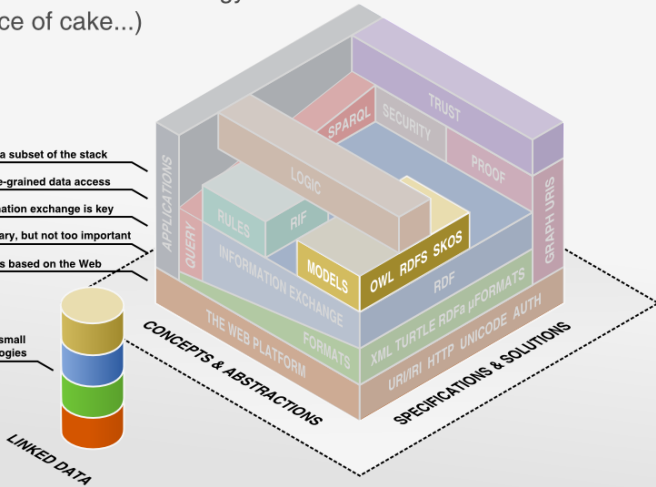 ce of cake...)
a subset of the stack
e-grained data access
ation exchange is key
ary, but not too important
s based on the Web
small
ogies
LINKED DATA
APPLICATIONS
QUERY
RULES
RIF
LOGIC
SPARQL
SECURITY
TRUST
PROOF
GRAPH URIS
INFORMATION EXCHANGE
MODELS
OWL RDFS SKOS
RDF
FORMATS
XML TURTLE RDFa µFORMATS
THE WEB PLATFORM
URI/IRI HTTP UNICODE AUTH
CONCEPTS & ABSTRACTIONS
SPECIFICATIONS & SOLUTIONS